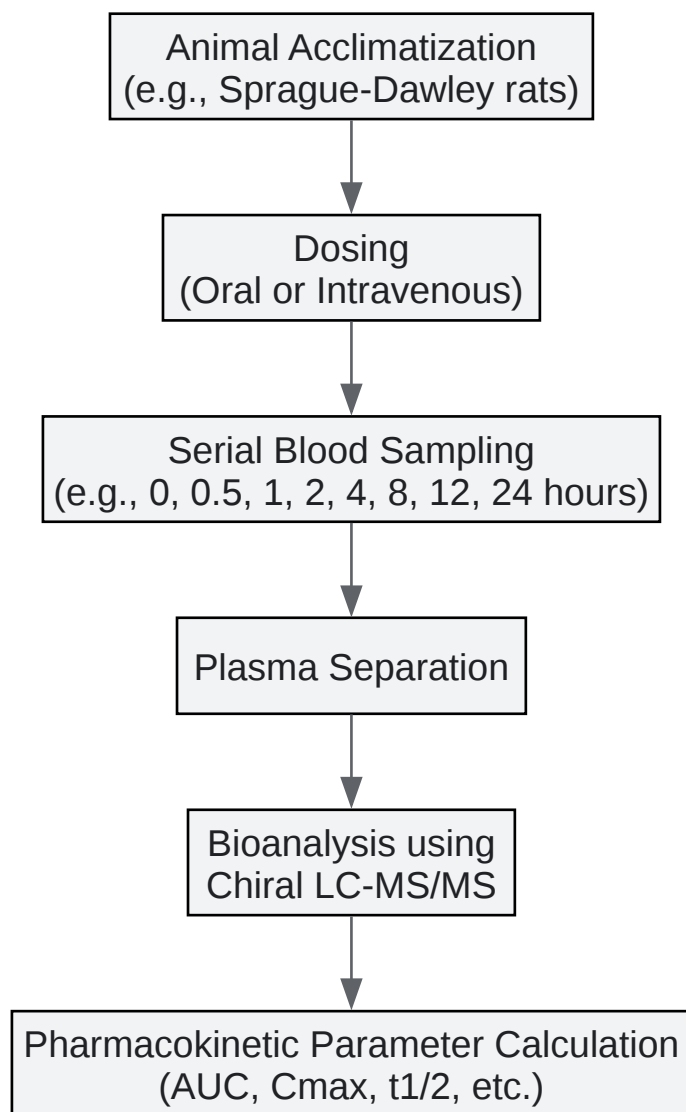 Animal Acclimatization
(e.g., Sprague-Dawley rats)
Dosing
(Oral or Intravenous)
Serial Blood Sampling
(e.g., 0, 0.5, 1, 2, 4, 8, 12, 24 hours)
Plasma Separation
Bioanalysis using
Chiral LC-MS/MS
Pharmacokinetic Parameter Calculation
(AUC, Cmax, t1/2, etc.)